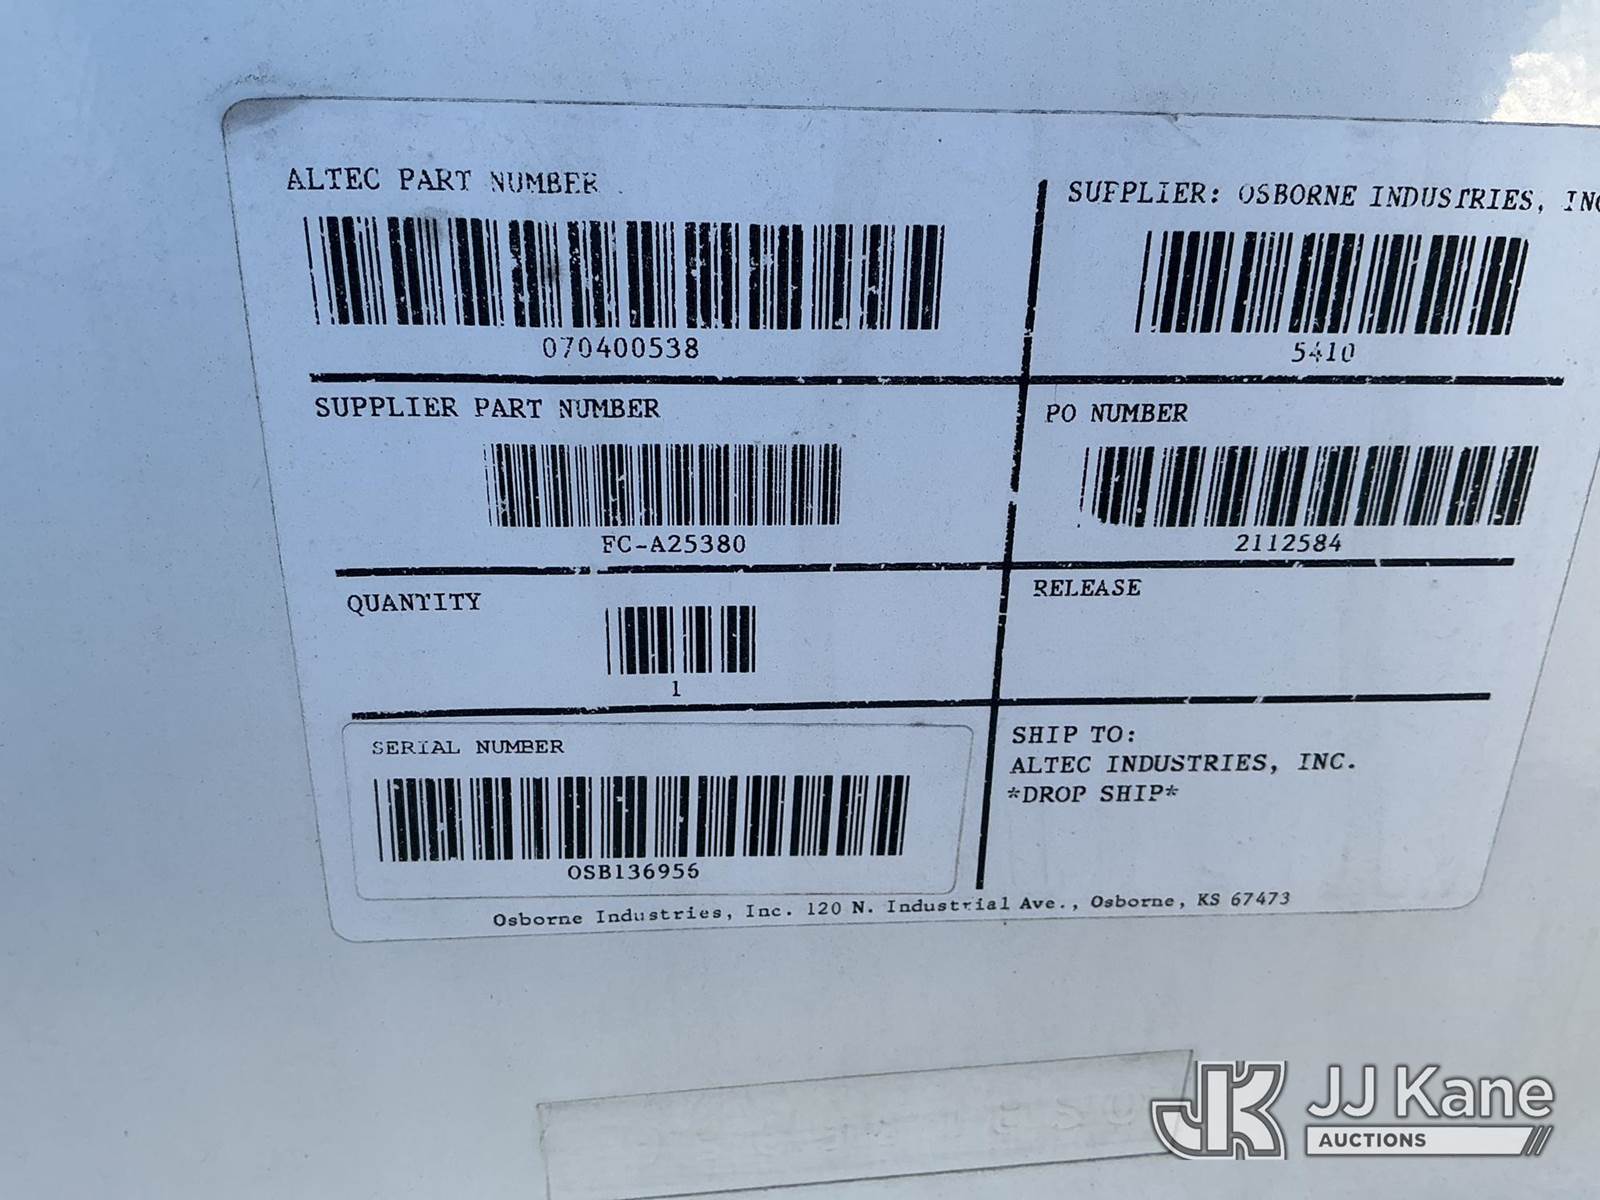 ALTEC PART NUMBER
070400538
SUPPLIER: OSBORNE INDUSTRIES, INC
5410
SUPPLIER PART NUMBER
FC-A25380
PO NUMBER
2112584
QUANTITY
1
RELEASE
SERIAL NUMBER
OSB136956
SHIP TO:
ALTEC INDUSTRIES, INC.
*DROP SHIP*
Osborne Industries, Inc. 120 N. Industrial Ave., Osborne, KS 67473
JK JJ Kane
AUCTIONS